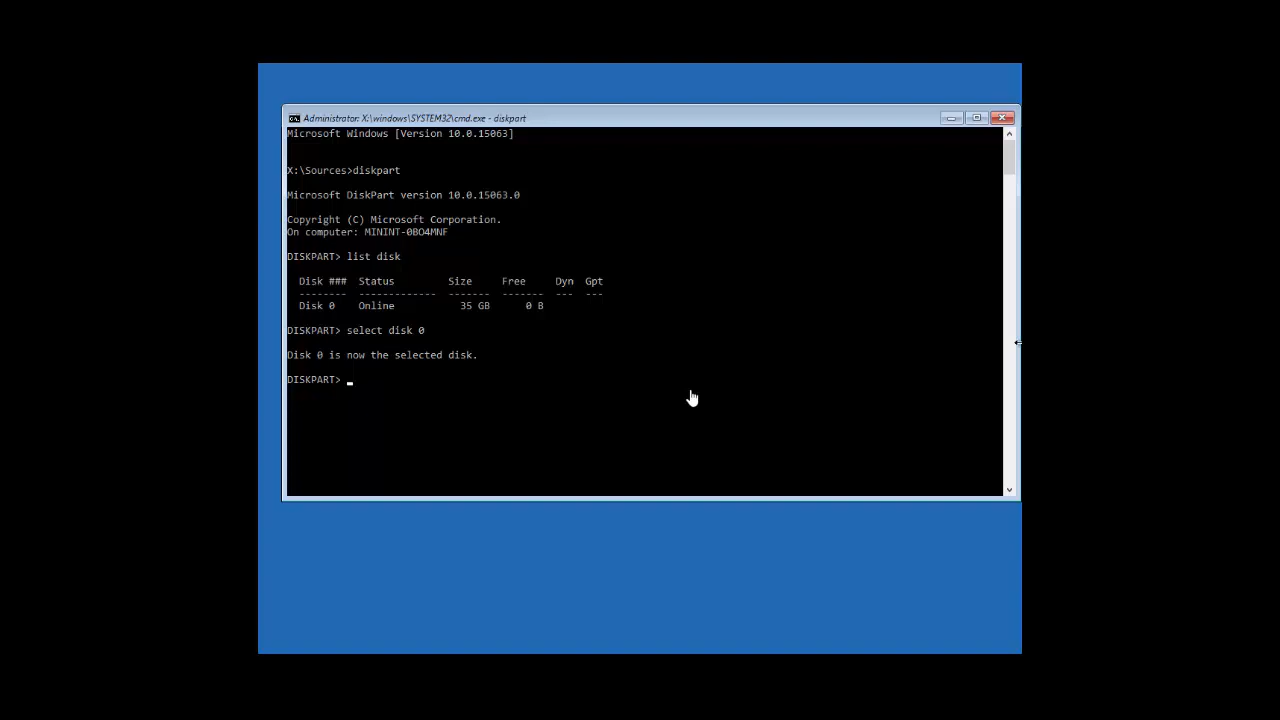 Administrator: X:\windows\SYSTEM32\cmd.exe - diskpart
Microsoft Windows [Version 10.0.15063]
X:\Sources>diskpart
Microsoft DiskPart version 10.0.15063.0
Copyright (C) Microsoft Corporation.
On computer: MININT-0BO4MNF
DISKPART> list disk
Disk ###  Status         Size     Free     Dyn  Gpt
--------  -------------  -------  -------  ---  ---
Disk 0    Online           35 GB      0 B
DISKPART> select disk 0
Disk 0 is now the selected disk.
DISKPART>